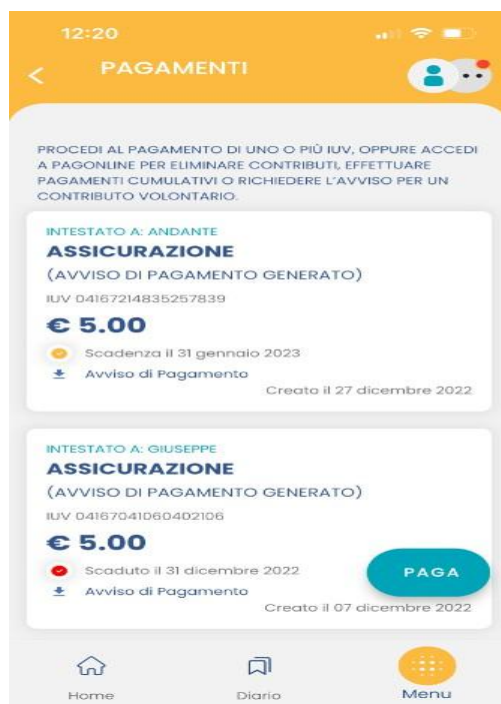 12:20
PAGAMENTI
PROCEDI AL PAGAMENTO DI UNO O PIÙ IUV, OPPURE ACCEDI
A PAGONLINE PER ELIMINARE CONTRIBUTI, EFFETTUARE
PAGAMENTI CUMULATIVI O RICHIEDERE L'AVVISO PER UN
CONTRIBUTO VOLONTARIO.
INTESTATO A: ANDANTE
ASSICURAZIONE
(AVVISO DI PAGAMENTO GENERATO)
IUV 04167214835257839
€ 5.00
Scadenza il 31 gennaio 2023
Avviso di Pagamento
Creato il 27 dicembre 2022
INTESTATO A: GIUSEPPE
ASSICURAZIONE
(AVVISO DI PAGAMENTO GENERATO)
IUV 04167041060402106
€ 5.00
Scaduto il 31 dicembre 2022
PAGA
Avviso di Pagamento
Creato il 07 dicembre 2022
Home
Diario
Menu